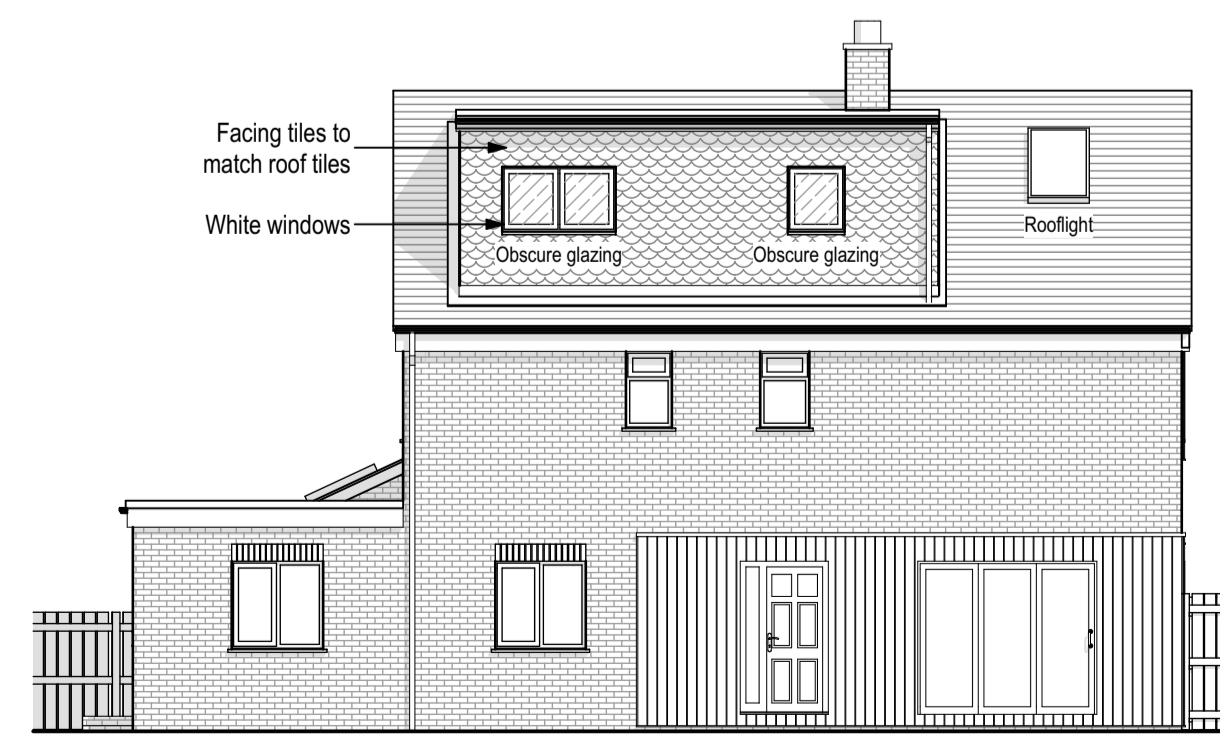 Facing tiles to
match roof tiles
White windows
Obscure glazing
Obscure glazing
Rooflight